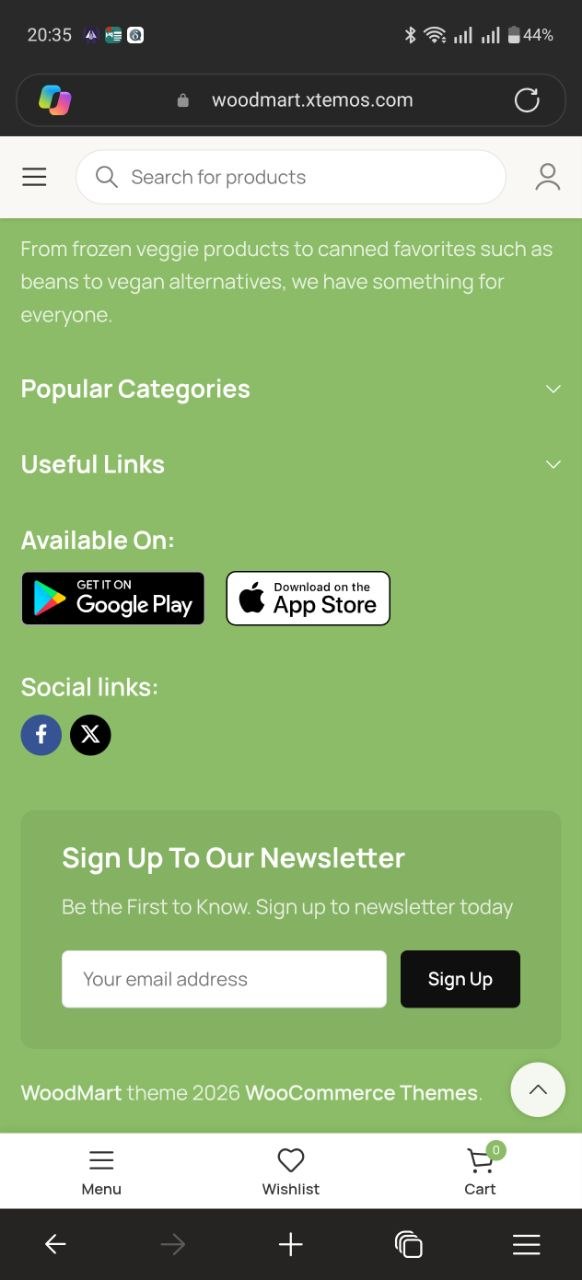 20:35
44%
woodmart.xtemos.com
Search for products
From frozen veggie products to canned favorites such as
beans to vegan alternatives, we have something for
everyone.
Popular Categories
Useful Links
Available On:
GET IT ON
Google Play
Download on the
App Store
Social links:
Sign Up To Our Newsletter
Be the First to Know. Sign up to newsletter today
Your email address
Sign Up
WoodMart theme 2026 WooCommerce Themes.
0
Menu
Wishlist
Cart